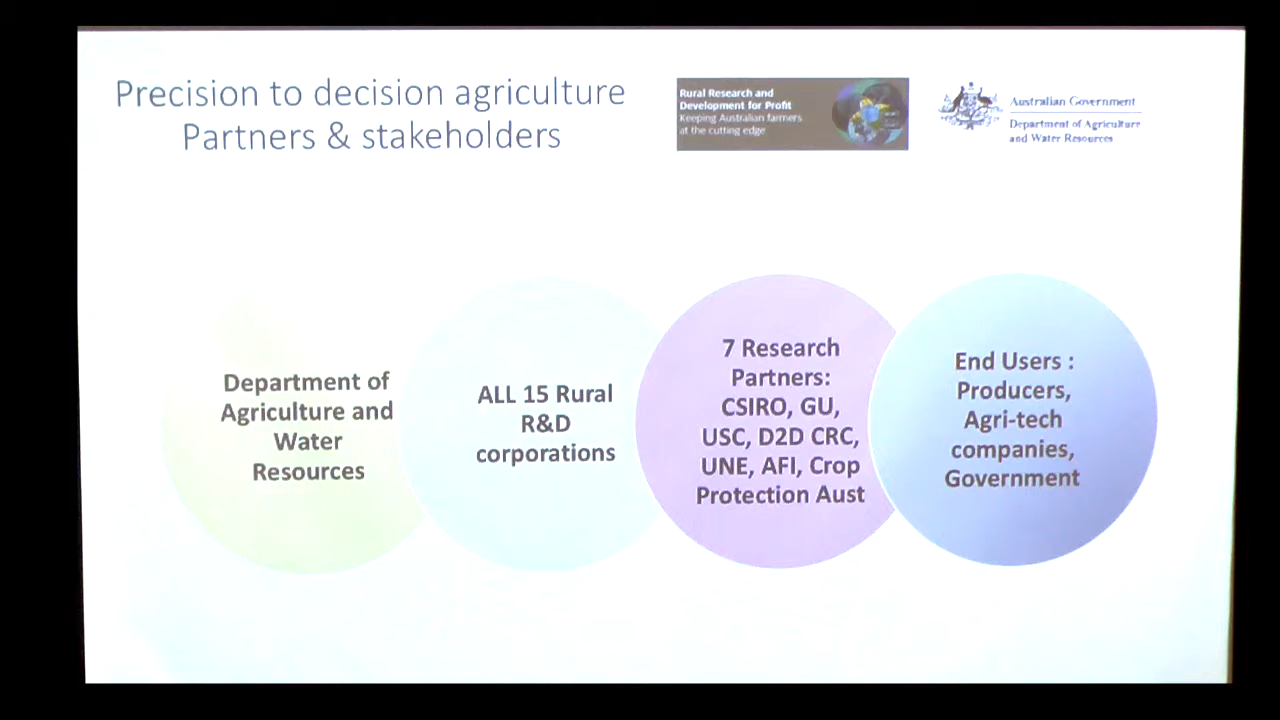 Precision to decision agriculture
Partners & stakeholders
Rural Research and
Development for Profit
Keeping Australian farmers
at the cutting edge
Australian Government
Department of Agriculture
and Water Resources
Department of
Agriculture and
Water
Resources
ALL 15 Rural
R&D
corporations
7 Research
Partners:
CSIRO, GU,
USC, D2D CRC,
UNE, AFI, Crop
Protection Aust
End Users :
Producers,
Agri-tech
companies,
Government